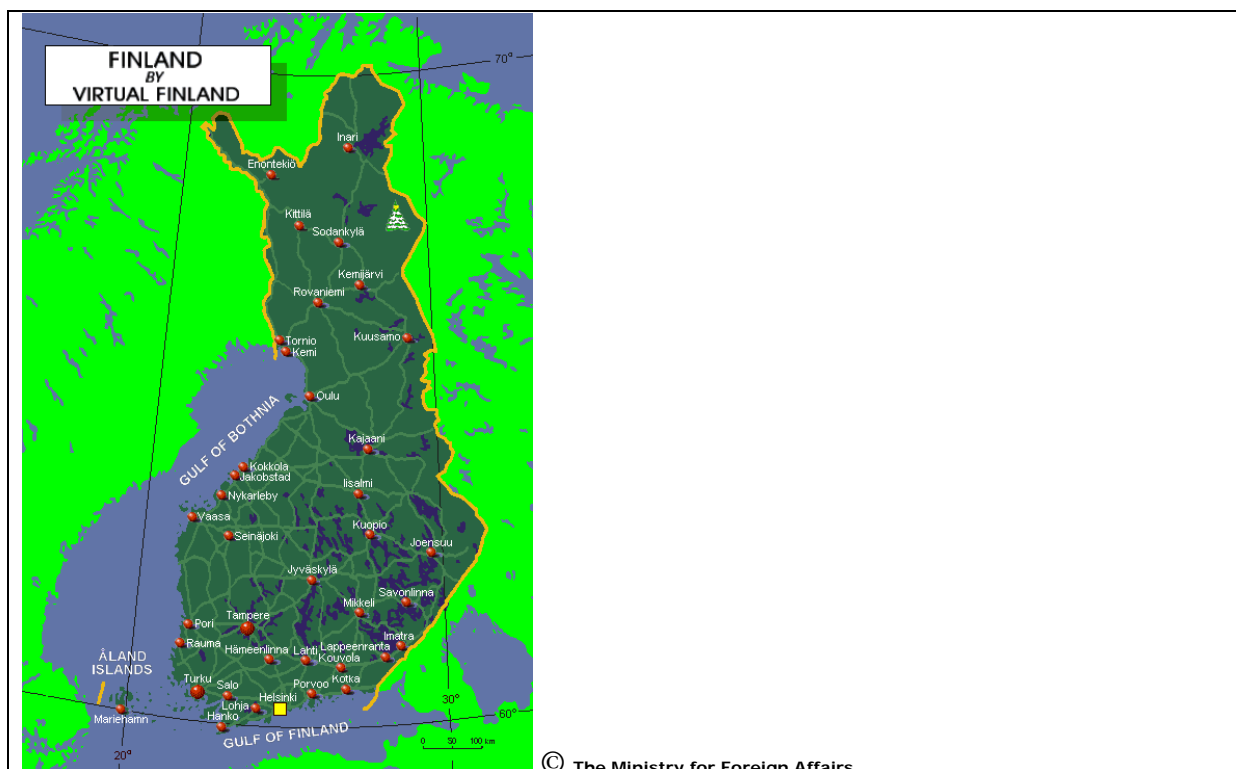 FINLAND
BY
VIRTUAL FINLAND
70°
Inari
Enontekiö
Kittilä
Sodankylä
Kemijärvi
Rovaniemi
Tornio
Kuusamo
Kemi
Oulu
GULF OF BOTHNIA
Kajaani
Kokkola
Jakobstad
Iisalmi
Nykarleby
Vaasa
Kuopio
Seinäjoki
Joensuu
Jyväskylä
Savonlinna
Mikkeli
Tampere
Pori
Imatra
Rauma
Hämeenlinna
Lahti
Lappeenranta
Kouvola
ÅLAND
ISLANDS
Turku
Salo
Helsinki
Porvoo
Kotka
30°
Lohja
Mariehamn
Hanko
60°
GULF OF FINLAND
0 50 100 km
20°
© The Ministry for Foreign Affairs